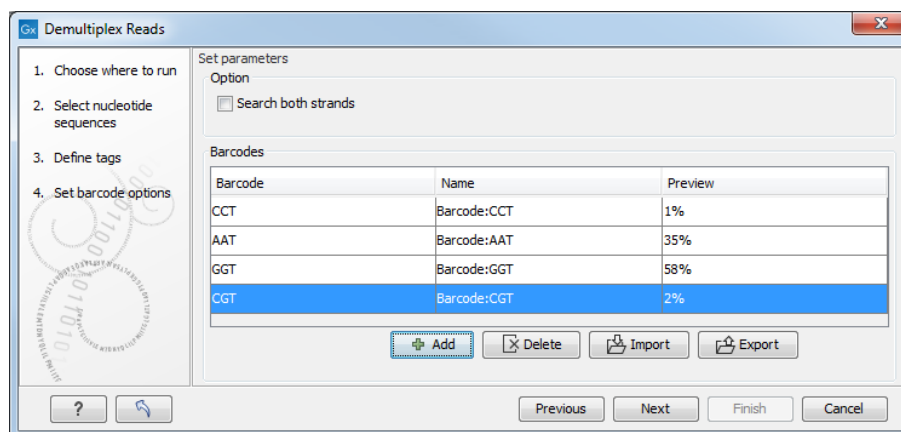 Gx Demultiplex Reads
1. Choose where to run
2. Select nucleotide
sequences
3. Define tags
4. Set barcode options
Set parameters
Option
Search both strands
Barcodes
Barcode Name Preview
CCT Barcode:CCT 1%
AAT Barcode:AAT 35%
GGT Barcode:GGT 58%
CGT Barcode:CGT 2%
Add Delete Import Export
? Previous Next Finish Cancel